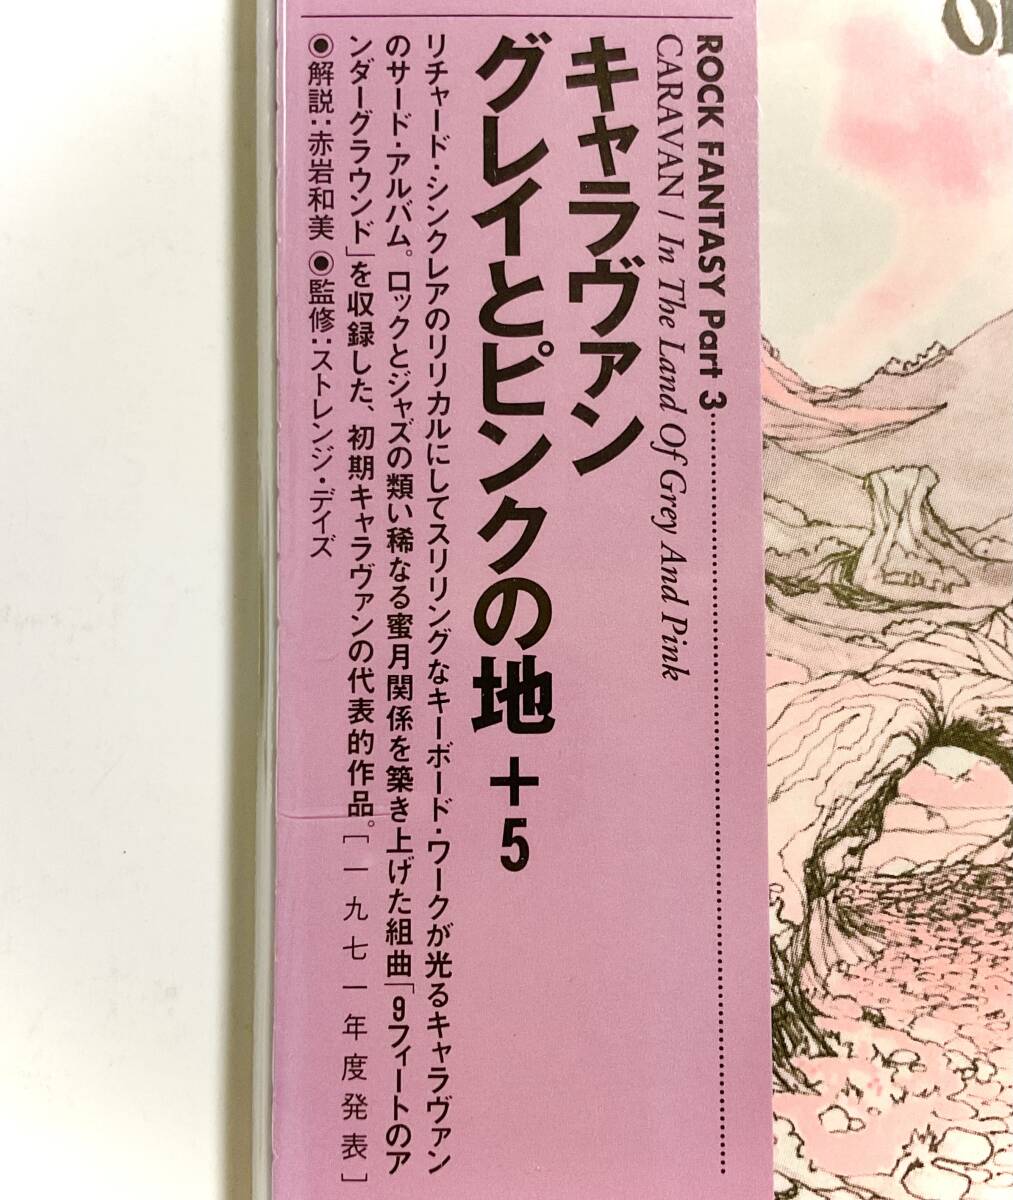 ROCK FANTASY Part 3
CARAVAN / In The Land Of Grey And Pink
キャラヴァン
グレイとピンクの地 +5
リチャード・シンクレアのリリカルにしてスリリングなキーボード・ワークが光るキャラヴァン
のサード・アルバム。ロックとジャズの類い稀なる蜜月関係を築き上げた組曲「9フィートのア
ンダーグラウンド」を収録した、初期キャラヴァンの代表的作品。[一九七一年度発表]
●解説:赤岩和美 ●監修:ストレンジ・デイズ